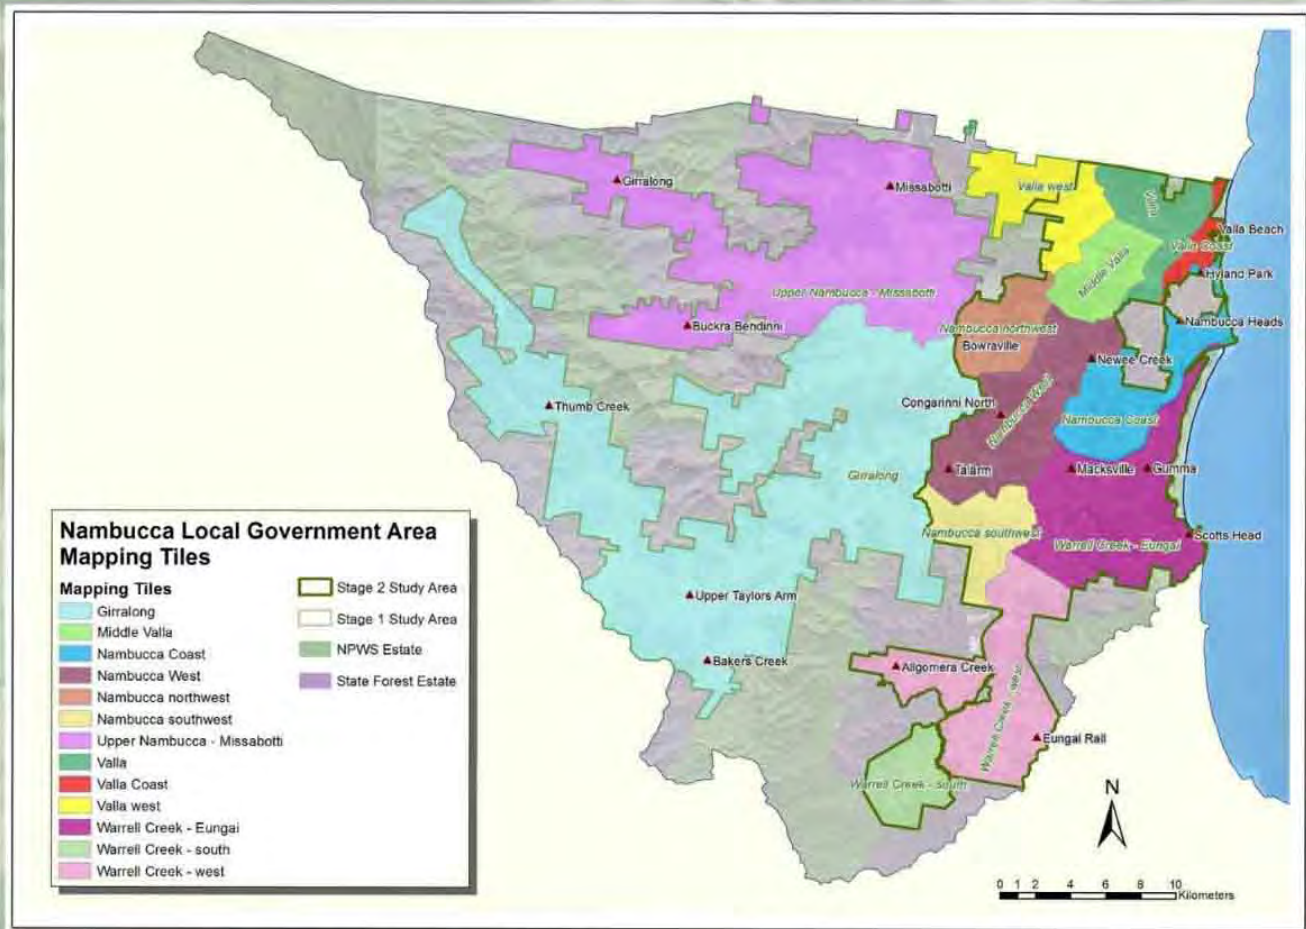 Girralong
Missabotti
Valla west
Valla
Valla Beach
Valla Coast
Middle Valla
Hyland Park
Upper Nambucca - Missabotti
Buckra Bendinni
Nambucca northwest
Bowraville
Nambucca Heads
Newee Creek
Thumb Creek
Congarinni North
Nambucca West
Nambucca Coast
Girralong
Talarm
Macksville
Gumma
Nambucca southwest
Warrell Creek - Eungai
Scotts Head
Upper Taylors Arm
Bakers Creek
Allgomera Creek
Warrell Creek - west
Eungai Rail
Warrell Creek - south
Nambucca Local Government Area
Mapping Tiles
Mapping Tiles
Girralong
Middle Valla
Nambucca Coast
Nambucca West
Nambucca northwest
Nambucca southwest
Upper Nambucca - Missabotti
Valla
Valla Coast
Valla west
Warrell Creek - Eungai
Warrell Creek - south
Warrell Creek - west
Stage 2 Study Area
Stage 1 Study Area
NPWS Estate
State Forest Estate
N
0 1 2 4 6 8 10
Kilometers